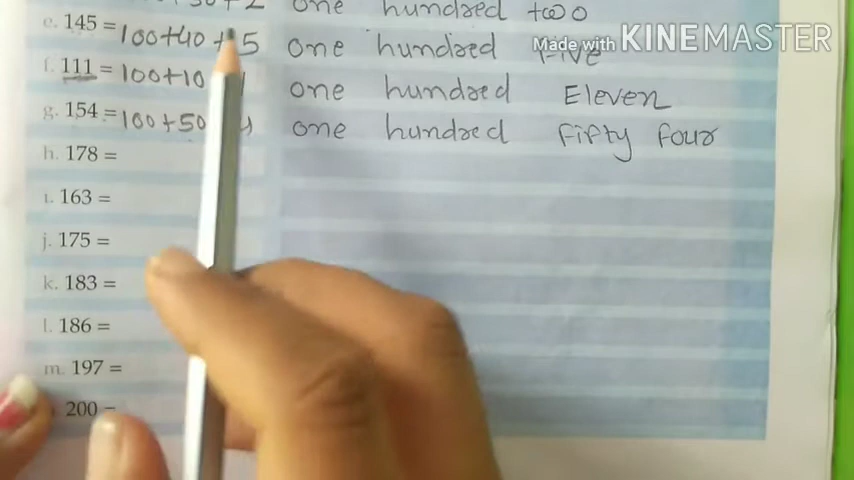 one hundred two
e. 145 = 100+40+5 one hundred Five
f. 111 = 100+10 one hundred Eleven
g. 154 = 100+50 4 one hundred Fifty four
h. 178 =
i. 163 =
j. 175 =
k. 183 =
l. 186 =
m. 197 =
200 =
Made with KINEMASTER